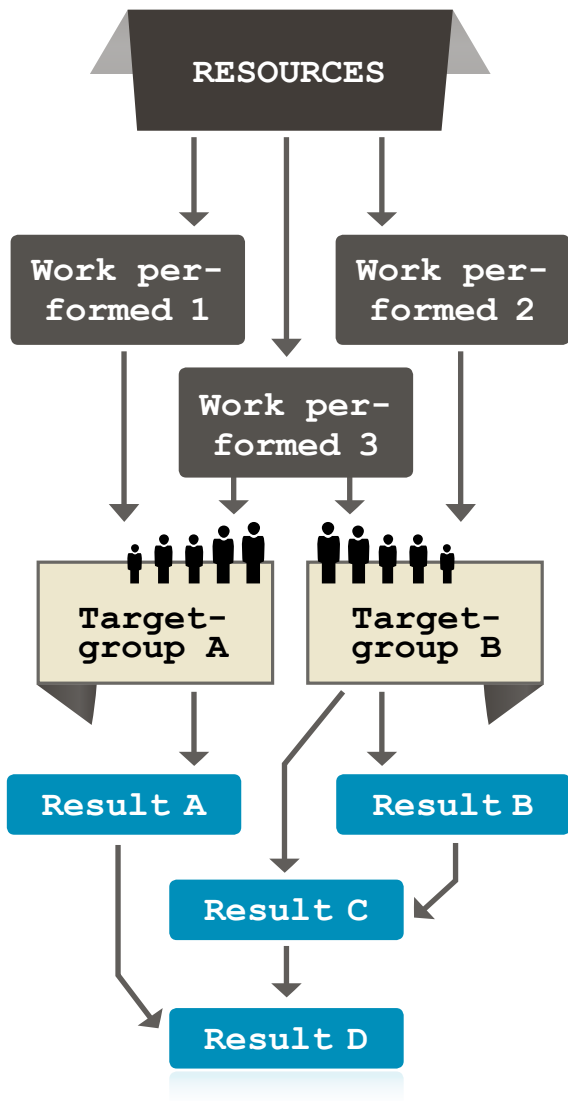 RESOURCES
Work per-
formed 1
Work per-
formed 2
Work per-
formed 3
Target-
group A
Target-
group B
Result A
Result B
Result C
Result D